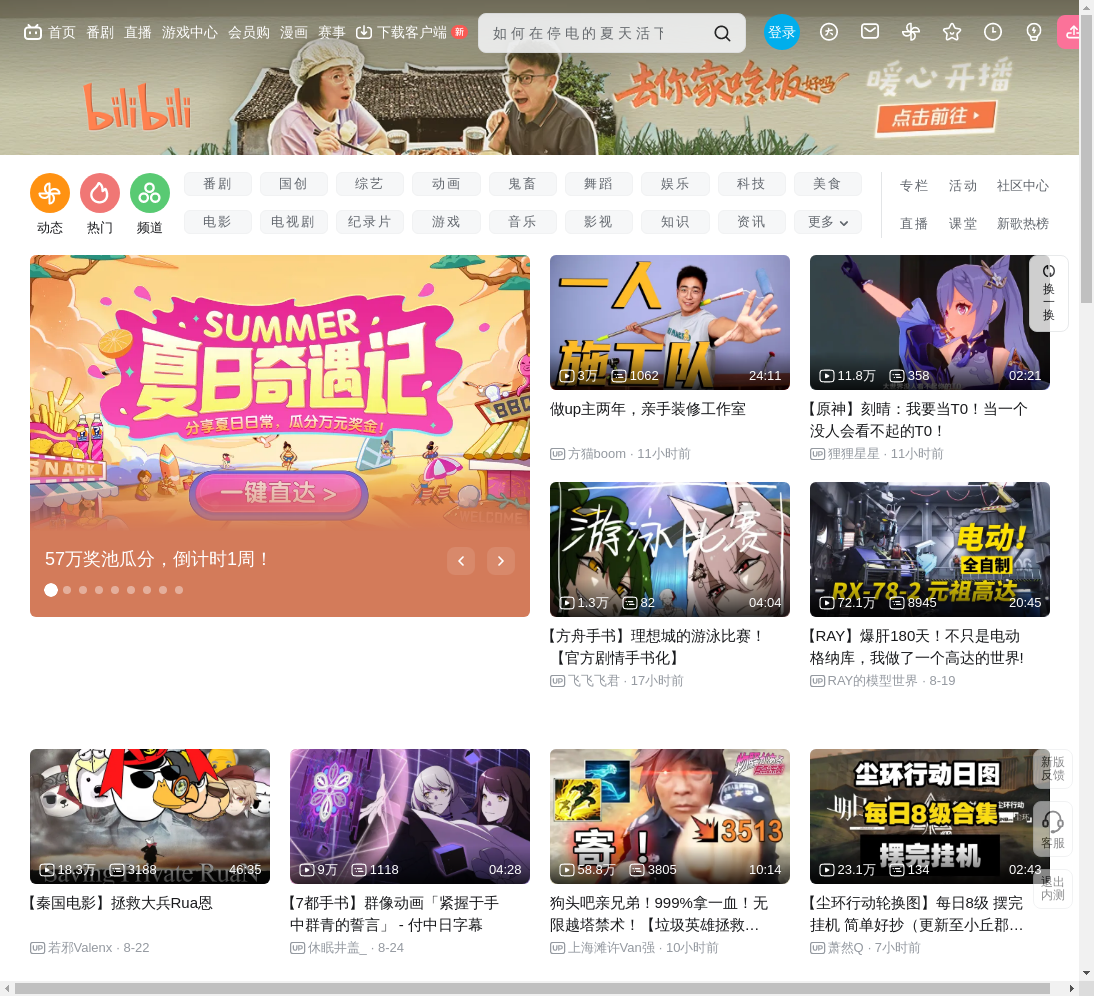 首页 番剧 直播 游戏中心 会员购 漫画 赛事 下载客户端 新
如何在停电的夏天活下
登录
bilibili
去你家吃饭好吗
暖心开播
点击前往
动态 热门 频道
番剧 国创 综艺 动画 鬼畜 舞蹈 娱乐 科技 美食
电影 电视剧 纪录片 游戏 音乐 影视 知识 资讯 更多
专栏 活动 社区中心
直播 课堂 新歌热榜
SUMMER
夏日奇遇记
分享夏日日常，瓜分万元奖金！
BBQ
SNACK
一键直达 >
WELCOME
57万奖池瓜分，倒计时1周！
一人
施工队
3万 1062 24:11
做up主两年，亲手装修工作室
方猫boom · 11小时前
11.8万 358 02:21
【原神】刻晴：我要当T0！当一个
没人会看不起的T0！
狸狸星星 · 11小时前
换一换
游泳比赛
1.3万 82 04:04
【方舟手书】理想城的游泳比赛！
【官方剧情手书化】
飞飞飞君 · 17小时前
电动！
全自制
RX-78-2 元祖高达
72.1万 8945 20:45
【RAY】爆肝180天！不只是电动
格纳库，我做了一个高达的世界!
RAY的模型世界 · 8-19
Saving Private RuaN
18.3万 3188 46:35
【秦国电影】拯救大兵Rua恩
若邪Valenx · 8-22
9万 1118 04:28
【7都手书】群像动画「紧握于手
中群青的誓言」 - 付中日字幕
休眠井盖_ · 8-24
3513
寄！
58.8万 3805 10:14
狗头吧亲兄弟！999%拿一血！无
限越塔禁术！【垃圾英雄拯救…
上海滩许Van强 · 10小时前
尘环行动日图
每日8级合集
摆完挂机
23.1万 134 02:43
【尘环行动轮换图】每日8级 摆完
挂机 简单好抄（更新至小丘郡…
萧然Q · 7小时前
新版
反馈
客服
退出
内测